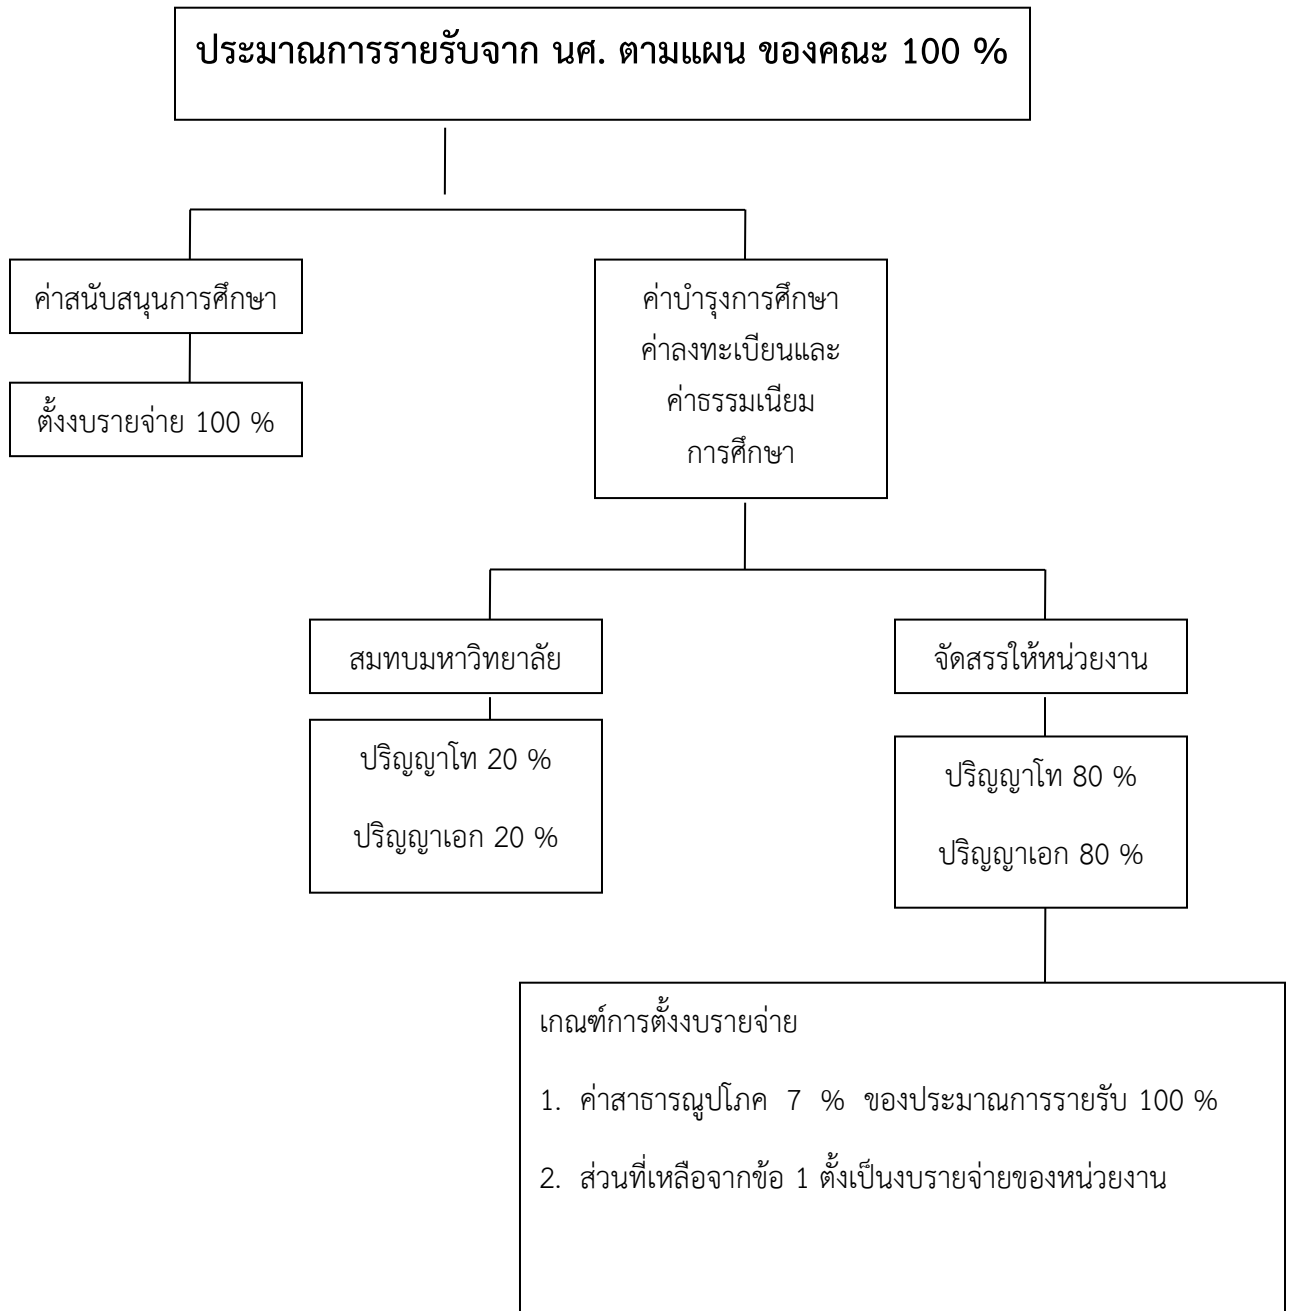 ประมาณการรายรับจาก นศ. ตามแผน ของคณะ 100 %
ค่าสนับสนุนการศึกษา
ตั้งงบรายจ่าย 100 %
ค่าบำรุงการศึกษา
ค่าลงทะเบียนและ
ค่าธรรมเนียม
การศึกษา
สมทบมหาวิทยาลัย
ปริญญาโท 20 %
ปริญญาเอก 20 %
จัดสรรให้หน่วยงาน
ปริญญาโท 80 %
ปริญญาเอก 80 %
เกณฑ์การตั้งงบรายจ่าย
1. ค่าสาธารณูปโภค 7 % ของประมาณการรายรับ 100 %
2. ส่วนที่เหลือจากข้อ 1 ตั้งเป็นงบรายจ่ายของหน่วยงาน